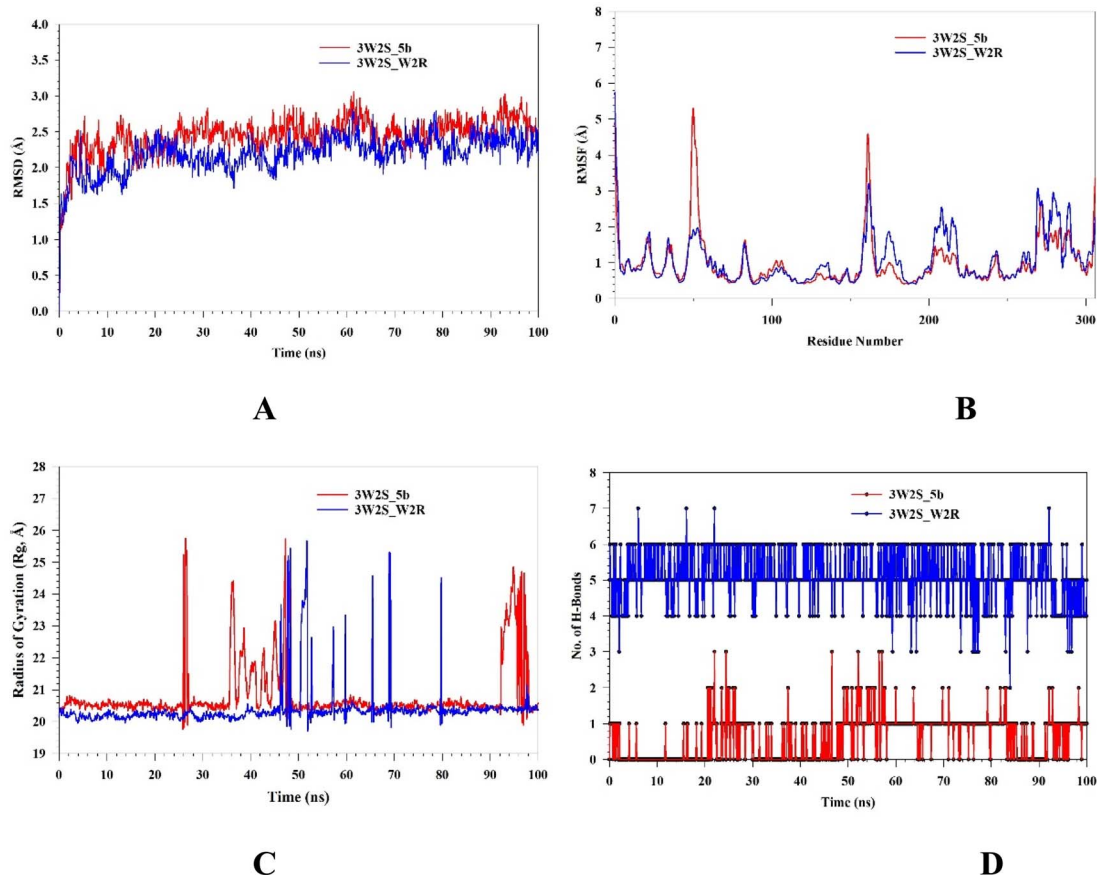 4.0
3.5
3.0
2.5
2.0
1.5
1.0
0.5
0.0
RMSD (Å)
3W2S_5b
3W2S_W2R
0 10 20 30 40 50 60 70 80 90 100
Time (ns)
A
8
7
6
5
4
3
2
1
0
RMSF (Å)
3W2S_5b
3W2S_W2R
0 100 200 300
Residue Number
B
28
27
26
25
24
23
22
21
20
19
Radius of Gyration (Rg, Å)
3W2S_5b
3W2S_W2R
0 10 20 30 40 50 60 70 80 90 100
Time (ns)
C
8
7
6
5
4
3
2
1
0
No. of H-Bonds
3W2S_5b
3W2S_W2R
0 10 20 30 40 50 60 70 80 90 100
Time (ns)
D